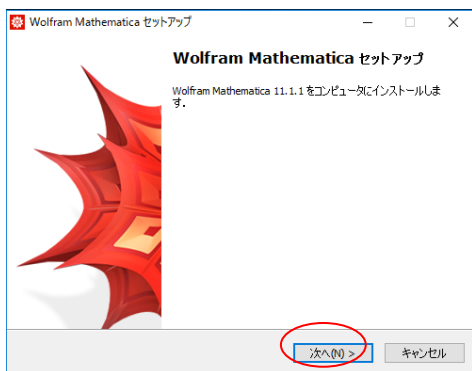 Wolfram Mathematica セットアップ
Wolfram Mathematica セットアップ
Wolfram Mathematica 11.1.1 をコンピュータにインストールしま
す。
次へ(N) >
キャンセル